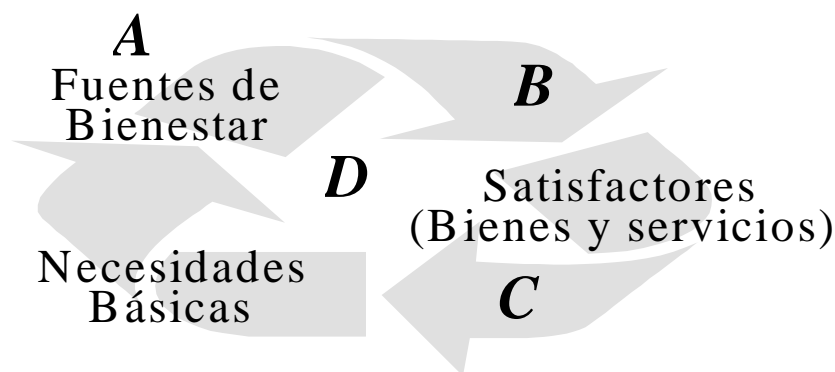 A
Fuentes de
Bienestar
B
D
Satisfactores
(Bienes y servicios)
Necesidades
Básicas
C